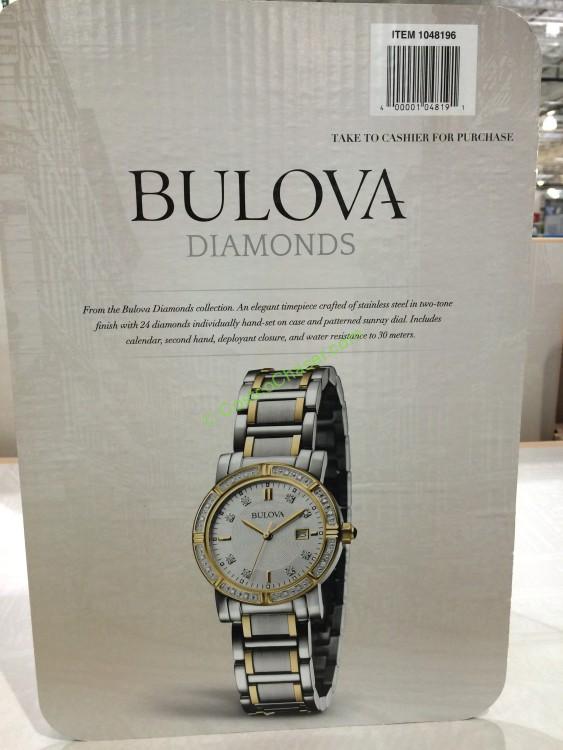 ITEM 1048196
4 00001 04819 1
TAKE TO CASHIER FOR PURCHASE
BULOVA
DIAMONDS
From the Bulova Diamonds collection. An elegant timepiece crafted of stainless steel in two-tone
finish with 24 diamonds individually hand-set on case and patterned sunray dial. Includes
calendar, second hand, deployant closure, and water resistance to 30 meters.
© CostcoChaser.com
BULOVA